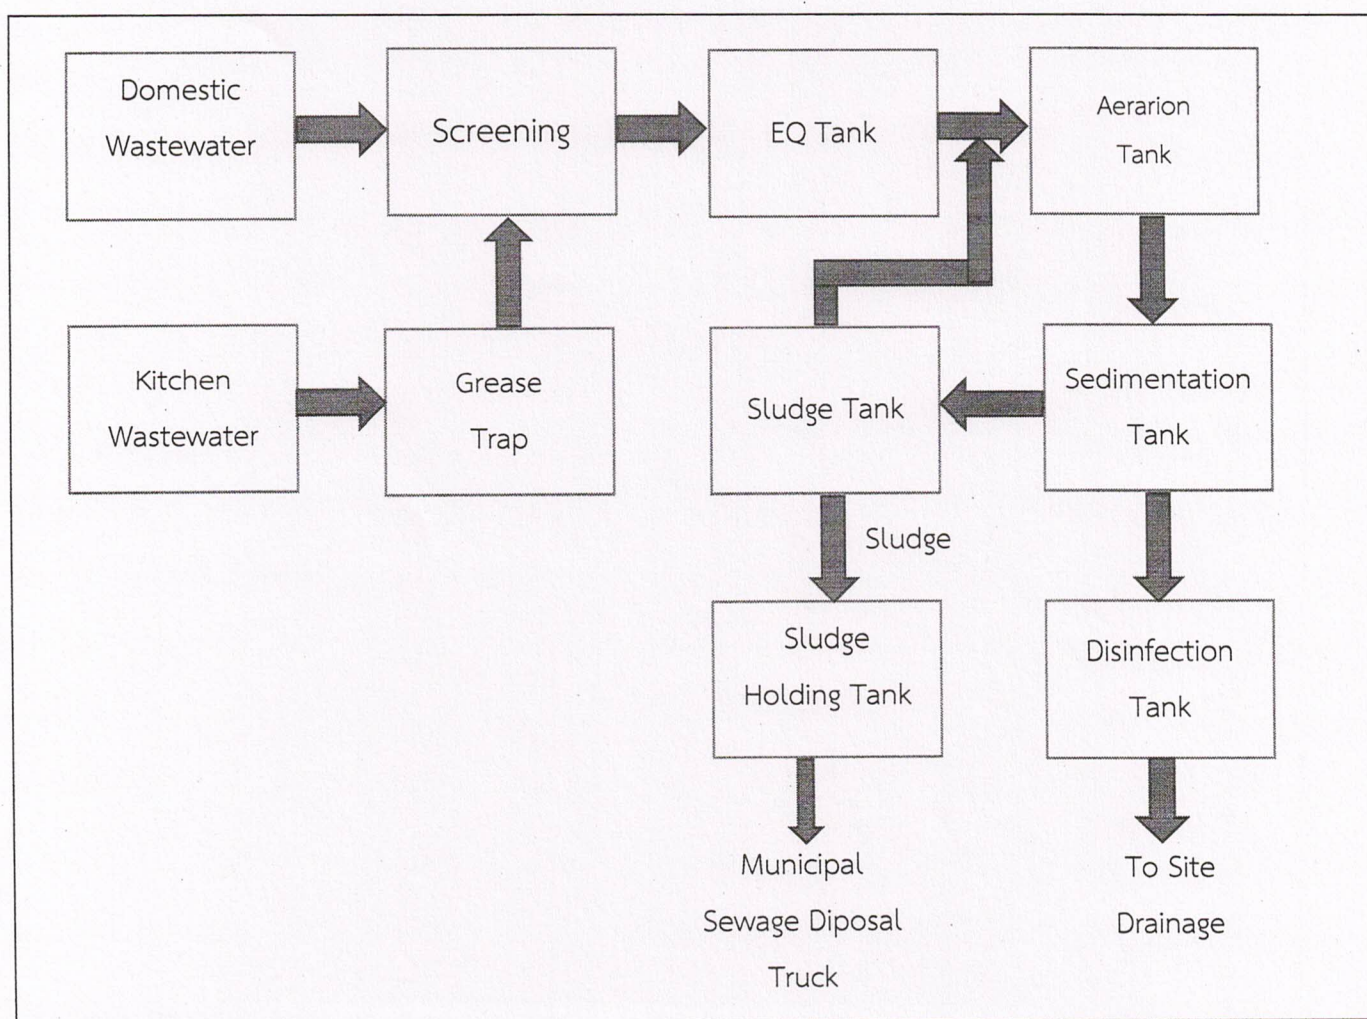 Domestic
Wastewater
Screening
EQ Tank
Aerarion
Tank
Kitchen
Wastewater
Grease
Trap
Sludge Tank
Sedimentation
Tank
Sludge
Sludge
Holding Tank
Disinfection
Tank
Municipal
Sewage Diposal
Truck
To Site
Drainage